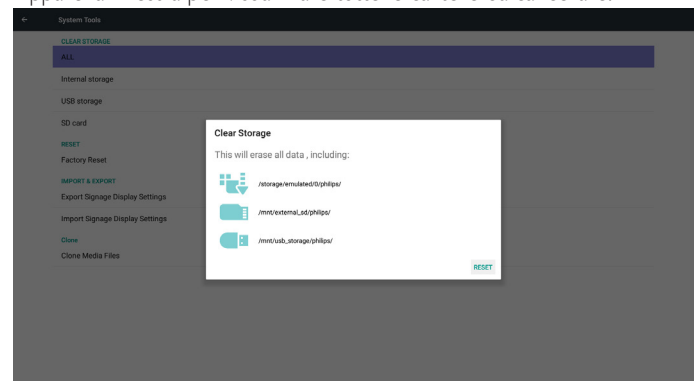 System Tools
CLEAR STORAGE
ALL
Internal storage
USB storage
SD card
RESET
Factory Reset
IMPORT & EXPORT
Export Signage Display Settings
Import Signage Display Settings
Clone
Clone Media Files
Clear Storage
This will erase all data , including:
/storage/emulated/0/philips/
/mnt/external_sd/philips/
/mnt/usb_storage/philips/
RESET